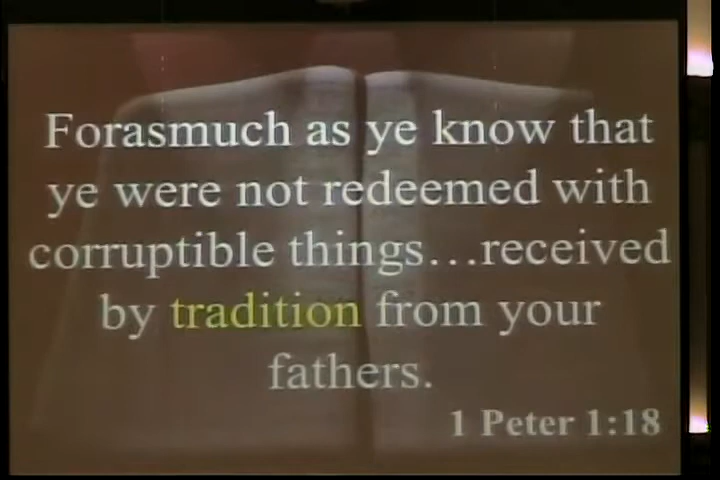 Forasmuch as ye know that
ye were not redeemed with
corruptible things…received
by tradition from your
fathers.
1 Peter 1:18